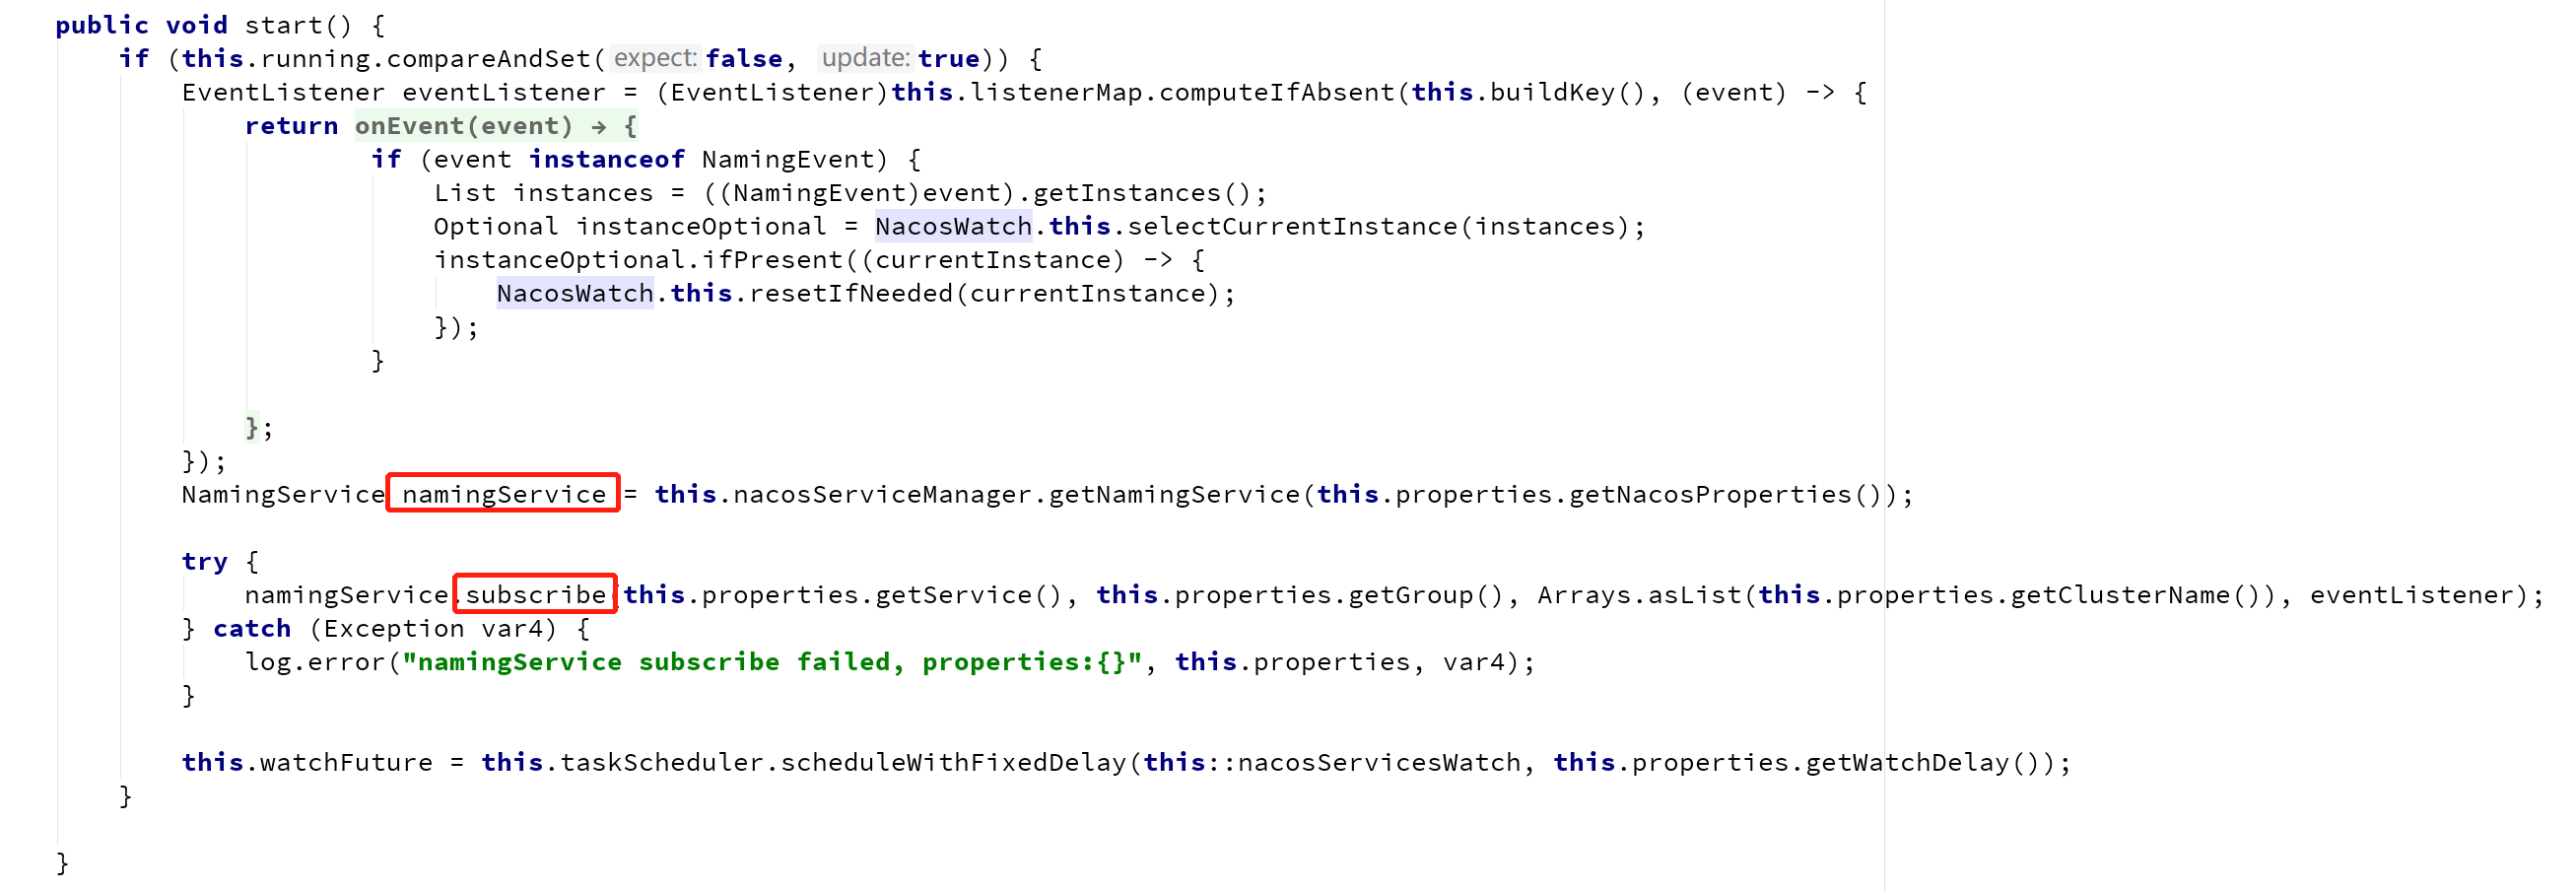 public void start() {
if (this.running.compareAndSet( expect: false, update: true)) {
EventListener eventListener = (EventListener)this.listenerMap.computeIfAbsent(this.buildKey(), (event) -> {
return onEvent(event) → {
if (event instanceof NamingEvent) {
List instances = ((NamingEvent)event).getInstances();
Optional instanceOptional = NacosWatch.this.selectCurrentInstance(instances);
instanceOptional.ifPresent((currentInstance) -> {
NacosWatch.this.resetIfNeeded(currentInstance);
});
}
};
});
NamingService namingService = this.nacosServiceManager.getNamingService(this.properties.getNacosProperties());
try {
namingService.subscribe(this.properties.getService(), this.properties.getGroup(), Arrays.asList(this.properties.getClusterName()), eventListener);
} catch (Exception var4) {
log.error("namingService subscribe failed, properties:{}", this.properties, var4);
}
this.watchFuture = this.taskScheduler.scheduleWithFixedDelay(this::nacosServicesWatch, this.properties.getWatchDelay());
}
}